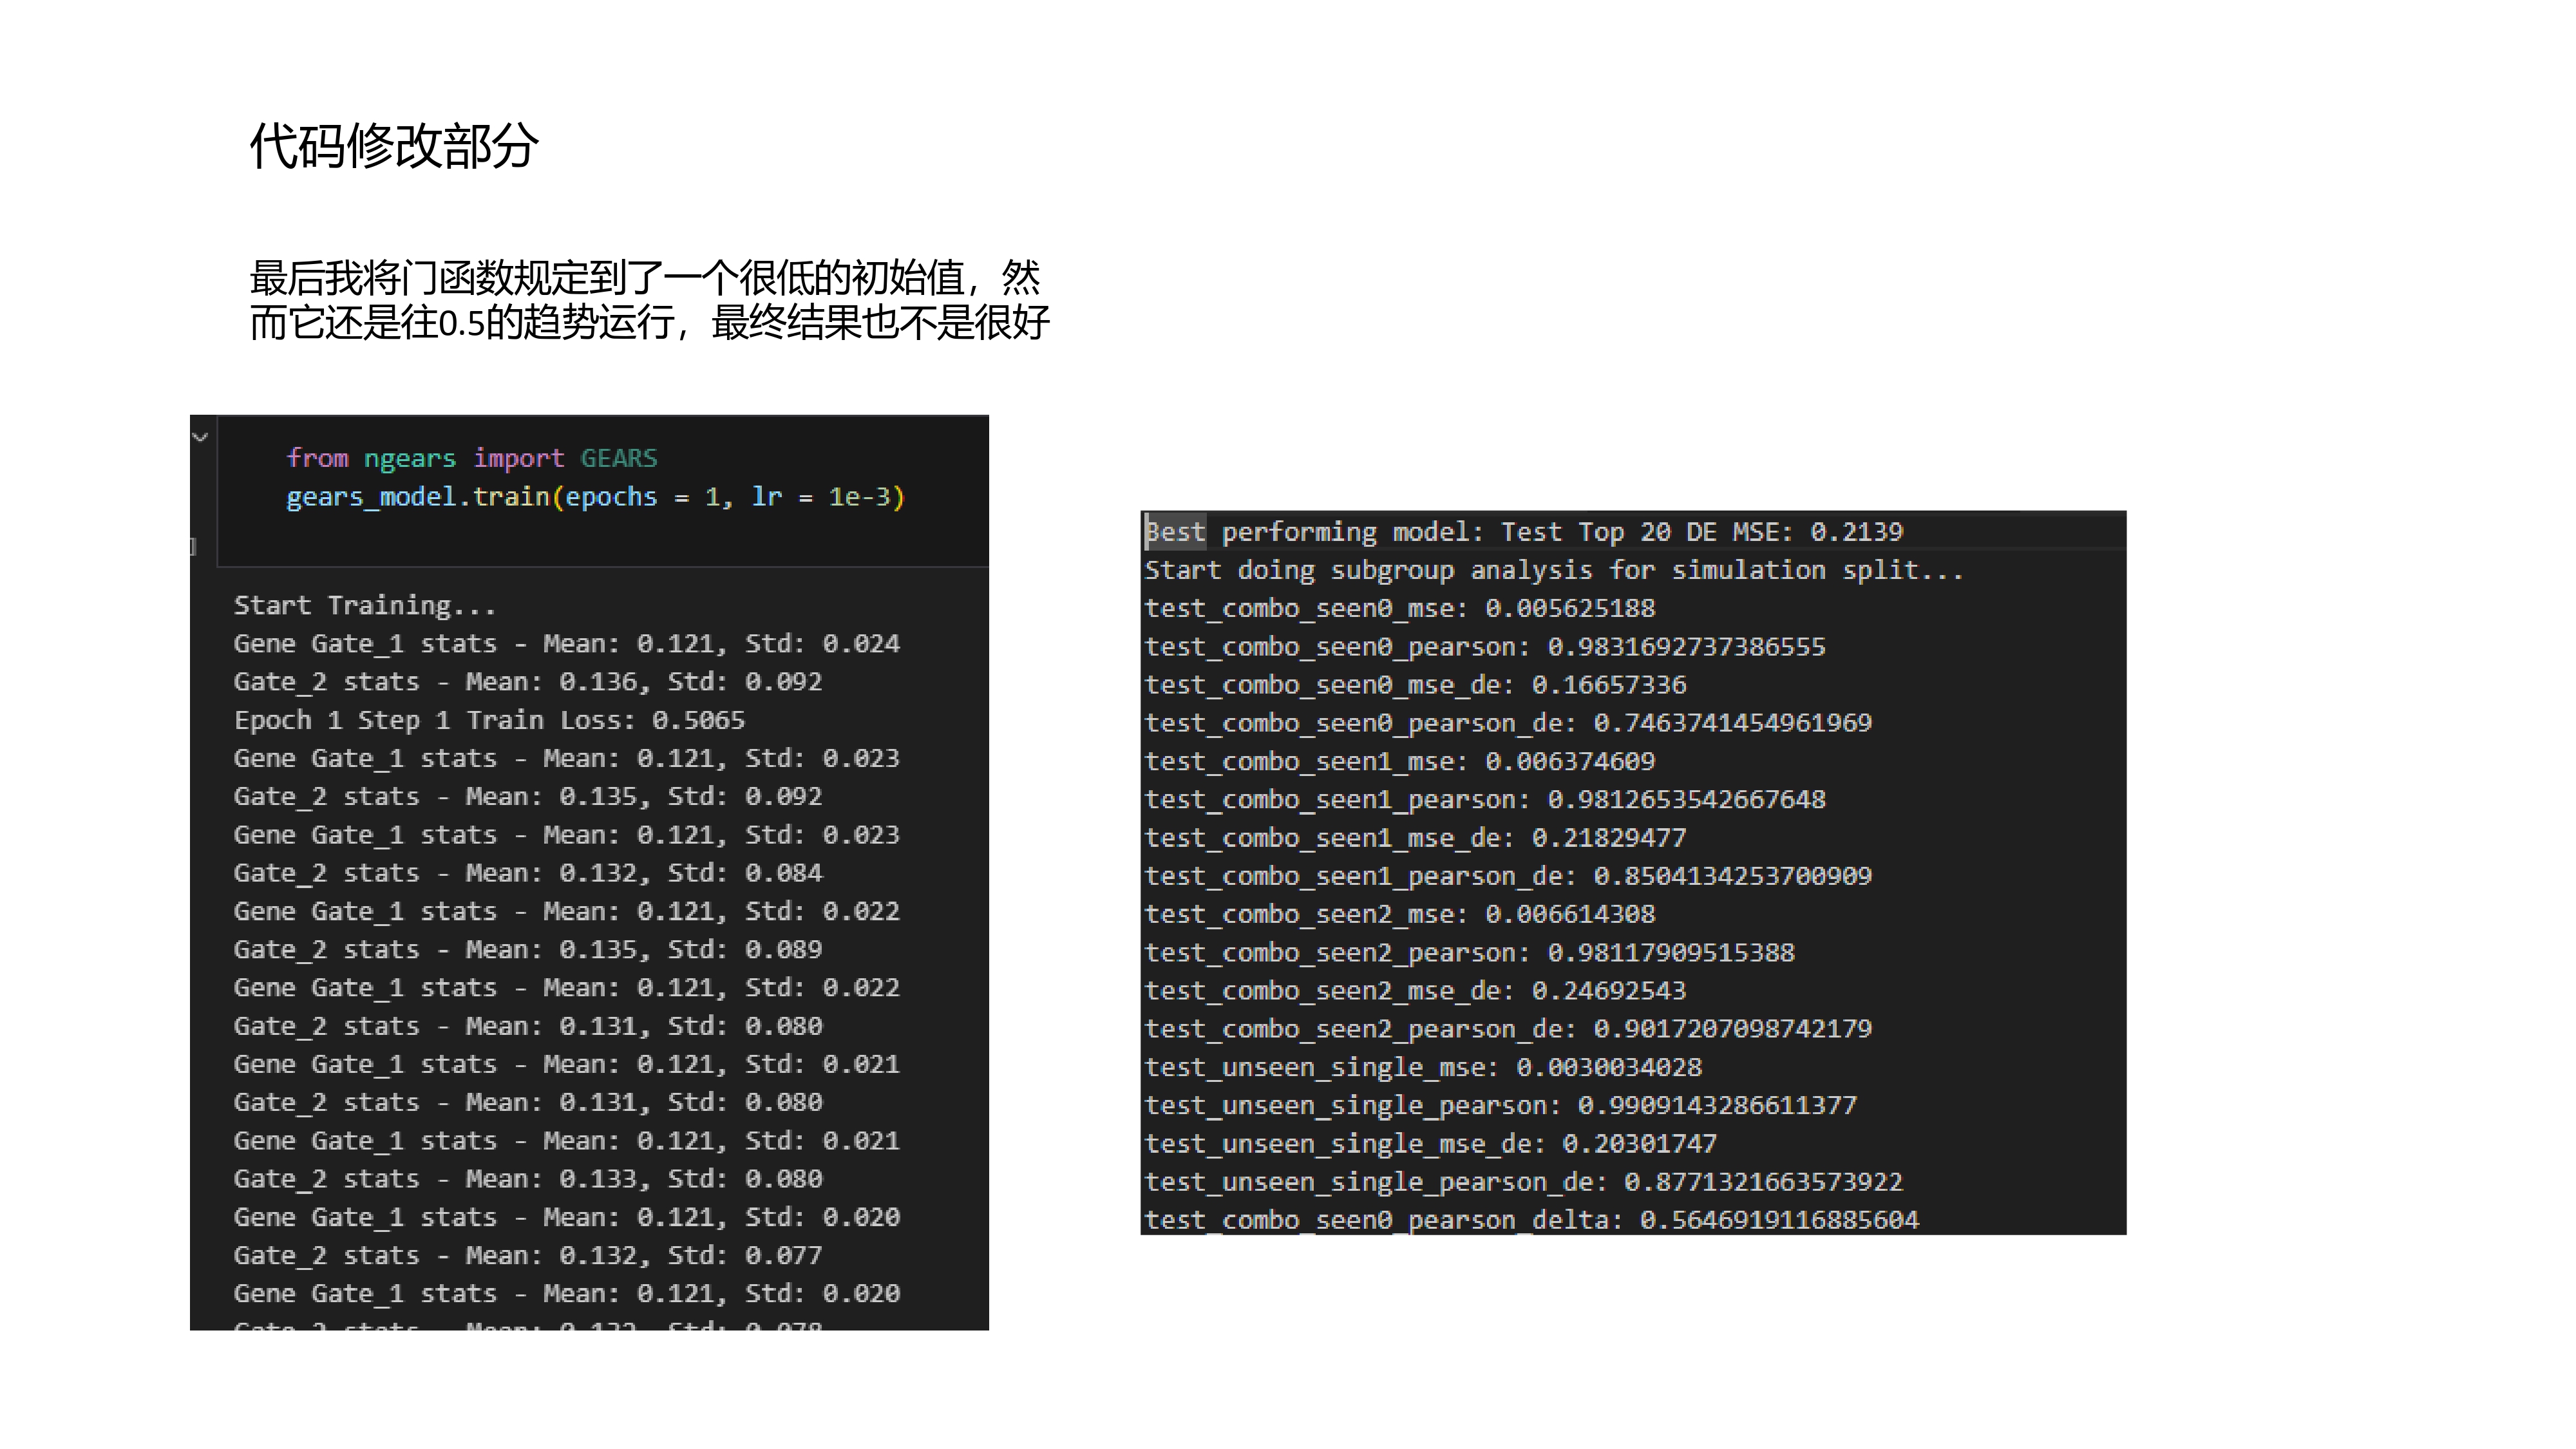 代码修改部分
最后我将门函数规定到了一个很低的初始值，然
而它还是往0.5的趋势运行，最终结果也不是很好
from ngears import GEARS
gears_model.train(epochs = 1, lr = 1e-3)
Start Training...
Gene Gate_1 stats - Mean: 0.121, Std: 0.024
Gate_2 stats - Mean: 0.136, Std: 0.092
Epoch 1 Step 1 Train Loss: 0.5065
Gene Gate_1 stats - Mean: 0.121, Std: 0.023
Gate_2 stats - Mean: 0.135, Std: 0.092
Gene Gate_1 stats - Mean: 0.121, Std: 0.023
Gate_2 stats - Mean: 0.132, Std: 0.084
Gene Gate_1 stats - Mean: 0.121, Std: 0.022
Gate_2 stats - Mean: 0.135, Std: 0.089
Gene Gate_1 stats - Mean: 0.121, Std: 0.022
Gate_2 stats - Mean: 0.131, Std: 0.080
Gene Gate_1 stats - Mean: 0.121, Std: 0.021
Gate_2 stats - Mean: 0.131, Std: 0.080
Gene Gate_1 stats - Mean: 0.121, Std: 0.021
Gate_2 stats - Mean: 0.133, Std: 0.080
Gene Gate_1 stats - Mean: 0.121, Std: 0.020
Gate_2 stats - Mean: 0.132, Std: 0.077
Gene Gate_1 stats - Mean: 0.121, Std: 0.020
Best performing model: Test Top 20 DE MSE: 0.2139
Start doing subgroup analysis for simulation split...
test_combo_seen0_mse: 0.005625188
test_combo_seen0_pearson: 0.9831692737386555
test_combo_seen0_mse_de: 0.16657336
test_combo_seen0_pearson_de: 0.7463741454961969
test_combo_seen1_mse: 0.006374609
test_combo_seen1_pearson: 0.9812653542667648
test_combo_seen1_mse_de: 0.21829477
test_combo_seen1_pearson_de: 0.8504134253700909
test_combo_seen2_mse: 0.006614308
test_combo_seen2_pearson: 0.98117909515388
test_combo_seen2_mse_de: 0.24692543
test_combo_seen2_pearson_de: 0.9017207098742179
test_unseen_single_mse: 0.0030034028
test_unseen_single_pearson: 0.9909143286611377
test_unseen_single_mse_de: 0.20301747
test_unseen_single_pearson_de: 0.8771321663573922
test_combo_seen0_pearson_delta: 0.5646919116885604